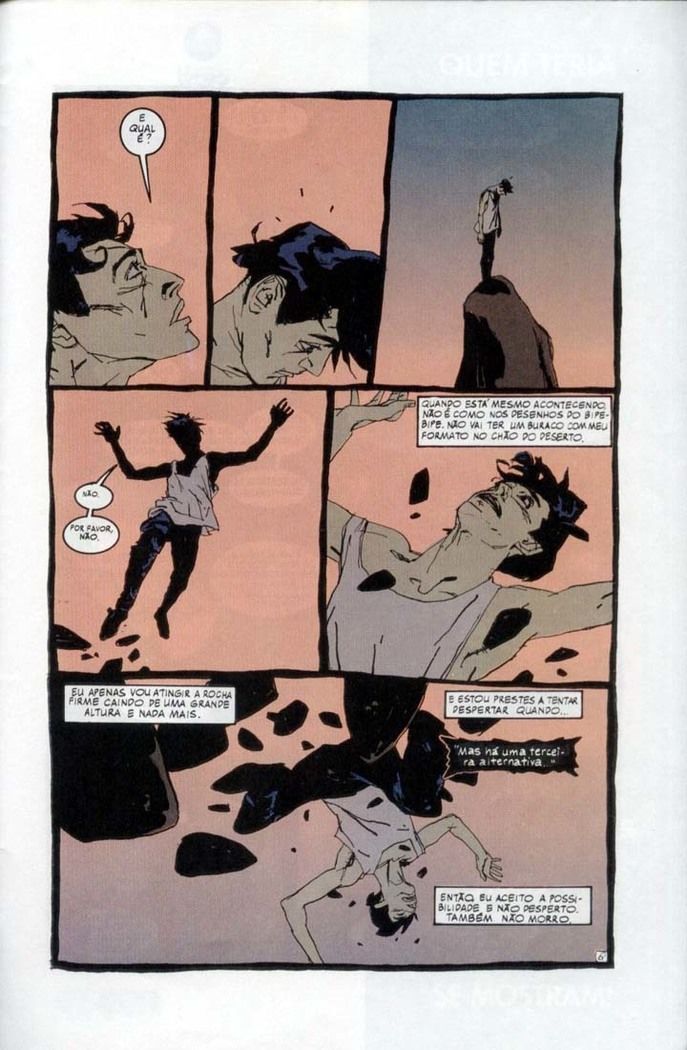 QUEM TERIA
E
QUAL
É?
NÃO.
POR FAVOR,
NÃO.
QUANDO ESTÁ MESMO ACONTECENDO,
NÃO É COMO NOS DESENHOS DO BIPE-
BIPE. NÃO VAI TER UM BURACO COM MEU
FORMATO NO CHÃO DO DESERTO.
EU APENAS VOU ATINGIR A ROCHA
FIRME CAINDO DE UMA GRANDE
ALTURA E NADA MAIS.
E ESTOU PRESTES A TENTAR
DESPERTAR QUANDO...
"Mas há uma tercei-
ra alternativa..."
ENTÃO, EU ACEITO A POSSI-
BILIDADE E NÃO DESPERTO.
TAMBÉM NÃO MORRO.
6
SE MOSTRAM!